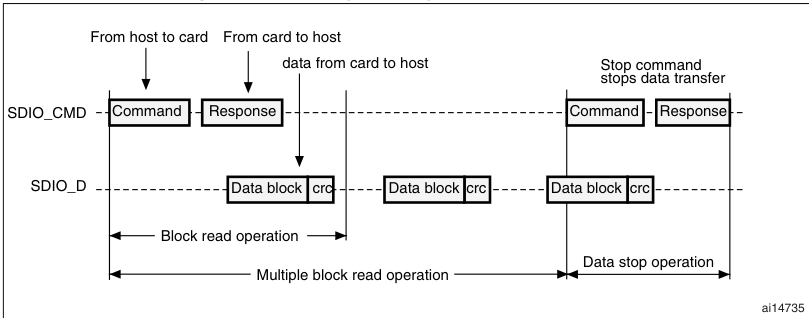 From host to card From card to host
data from card to host
Stop command
stops data transfer
SDIO_CMD Command Response Command Response
SDIO_D Data block crc Data block crc Data block crc
Block read operation
Data stop operation
Multiple block read operation
ai14735